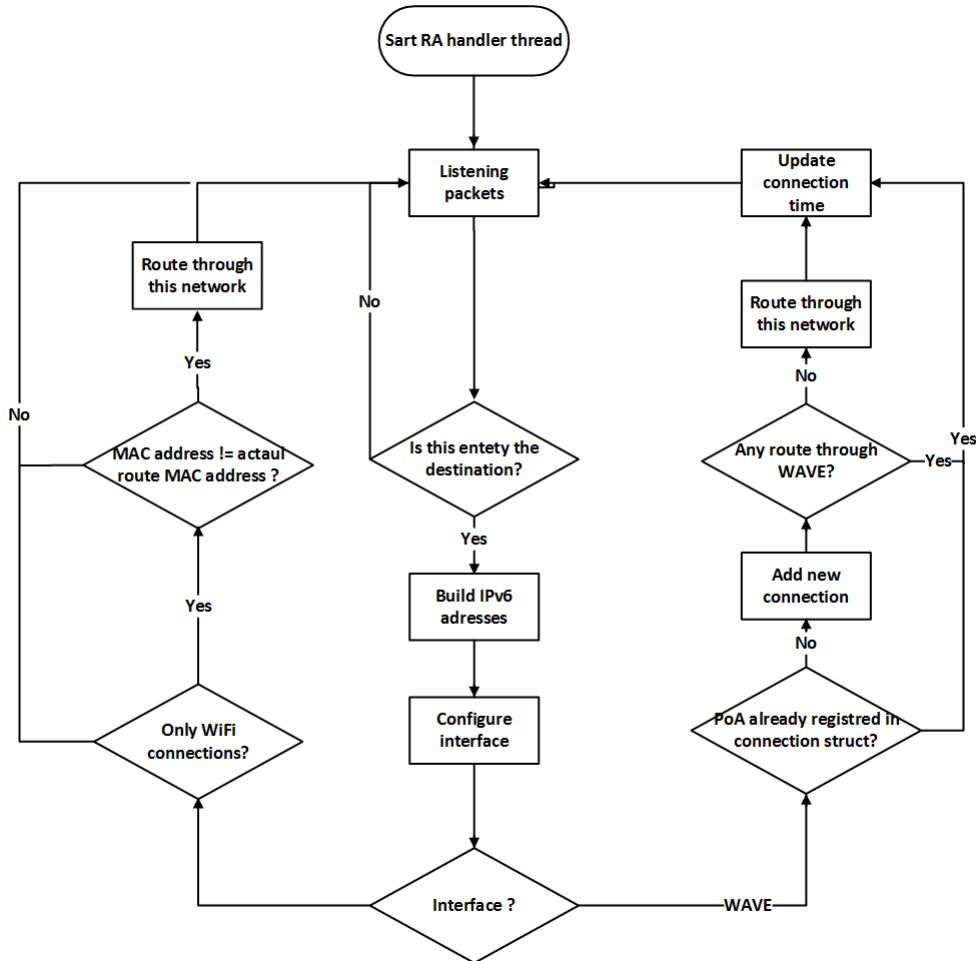 Sart RA handler thread
Listening
packets
Update
connection
time
Route through
this network
No
Route through
this network
Yes
No
No
MAC address != actaul
route MAC address ?
Is this entety the
destination?
Any route through
WAVE?
Yes
Yes
Yes
Build IPv6
adresses
Add new
connection
Yes
No
Only WiFi
connections?
Configure
interface
PoA already registred in
connection struct?
Interface ?
WAVE